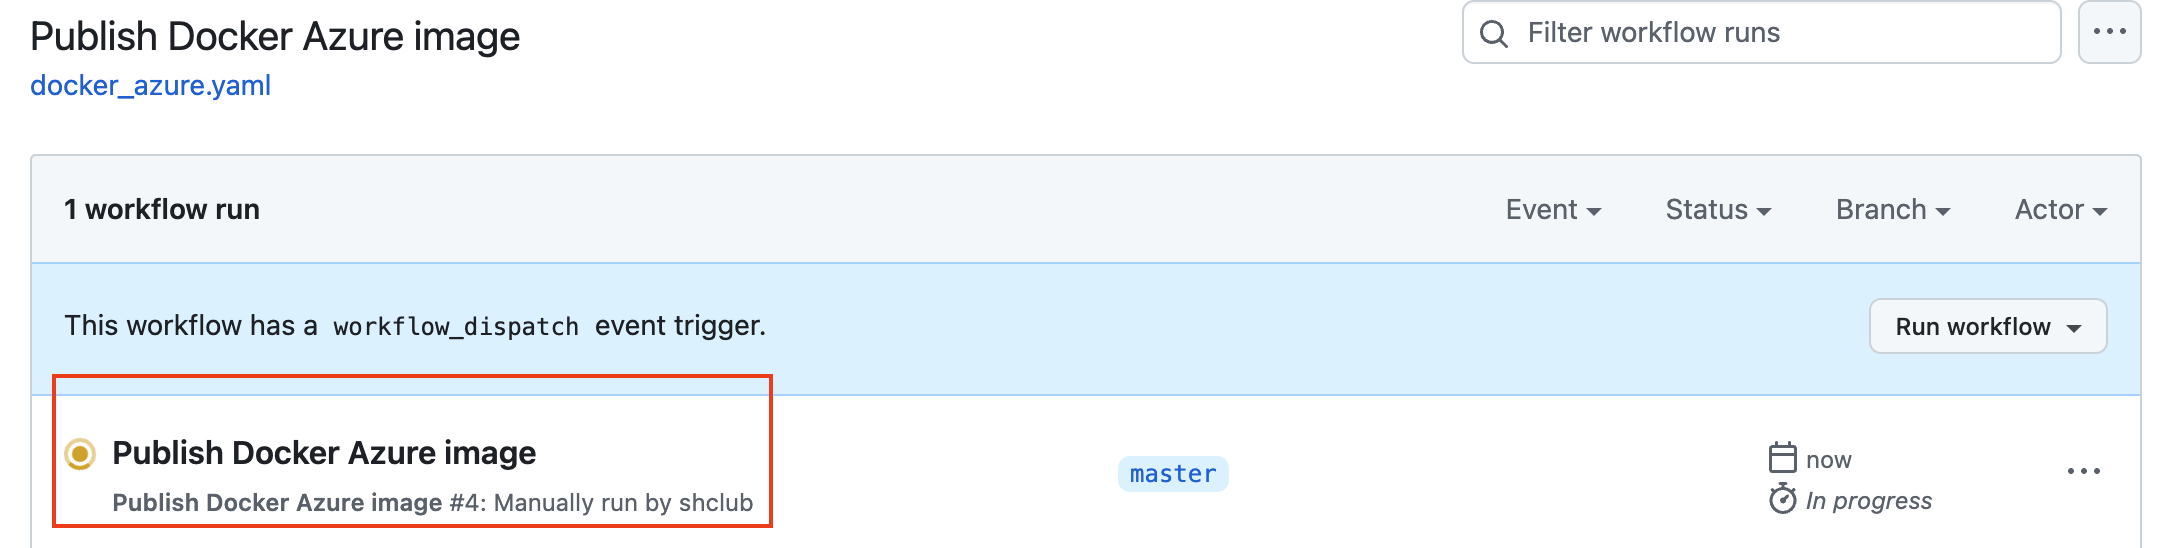 Publish Docker Azure image
Filter workflow runs
docker_azure.yaml
1 workflow run
Event
Status
Branch
Actor
This workflow has a workflow_dispatch event trigger.
Run workflow
Publish Docker Azure image
Publish Docker Azure image #4: Manually run by shclub
master
now
In progress